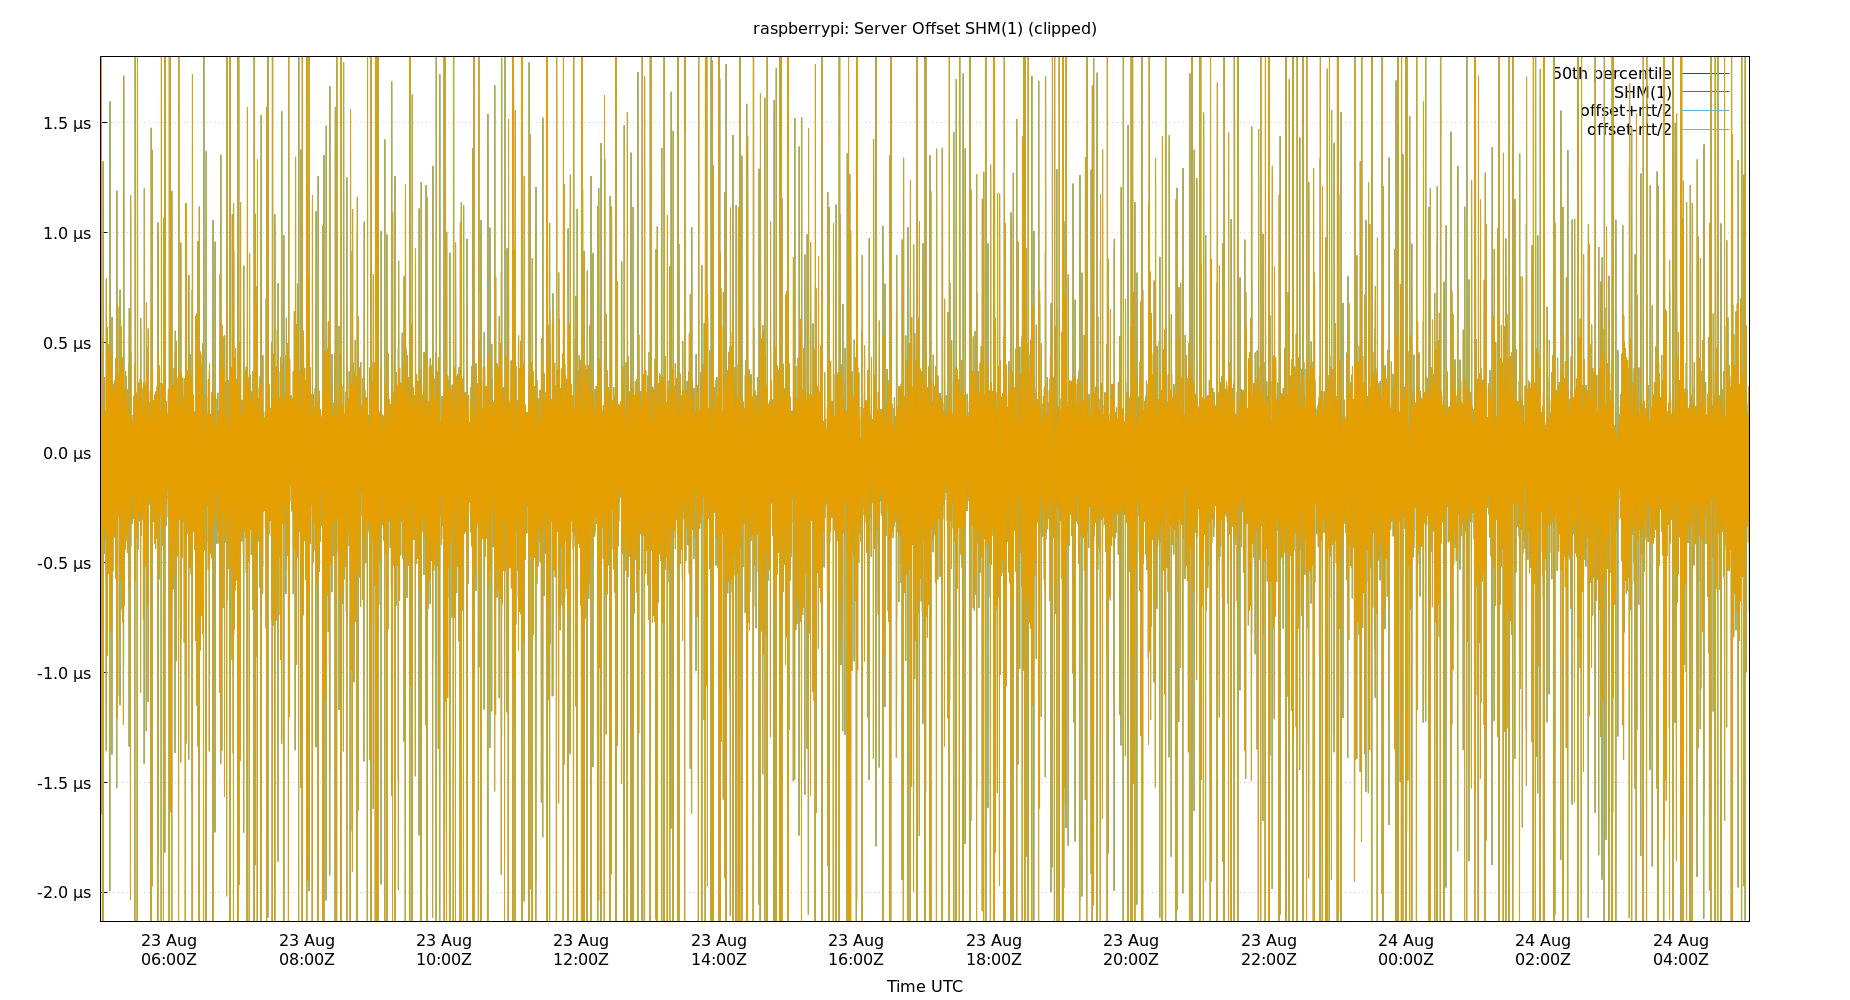 raspberrypi: Server Offset SHM(1) (clipped)
50th percentile
SHM(1)
offset+rtt/2
offset-rtt/2
1.5 µs
1.0 µs
0.5 µs
0.0 µs
-0.5 µs
-1.0 µs
-1.5 µs
-2.0 µs
23 Aug 23 Aug 23 Aug 23 Aug 23 Aug 23 Aug 23 Aug 23 Aug 23 Aug 24 Aug 24 Aug 24 Aug
06:00Z 08:00Z 10:00Z 12:00Z 14:00Z 16:00Z 18:00Z 20:00Z 22:00Z 00:00Z 02:00Z 04:00Z
Time UTC